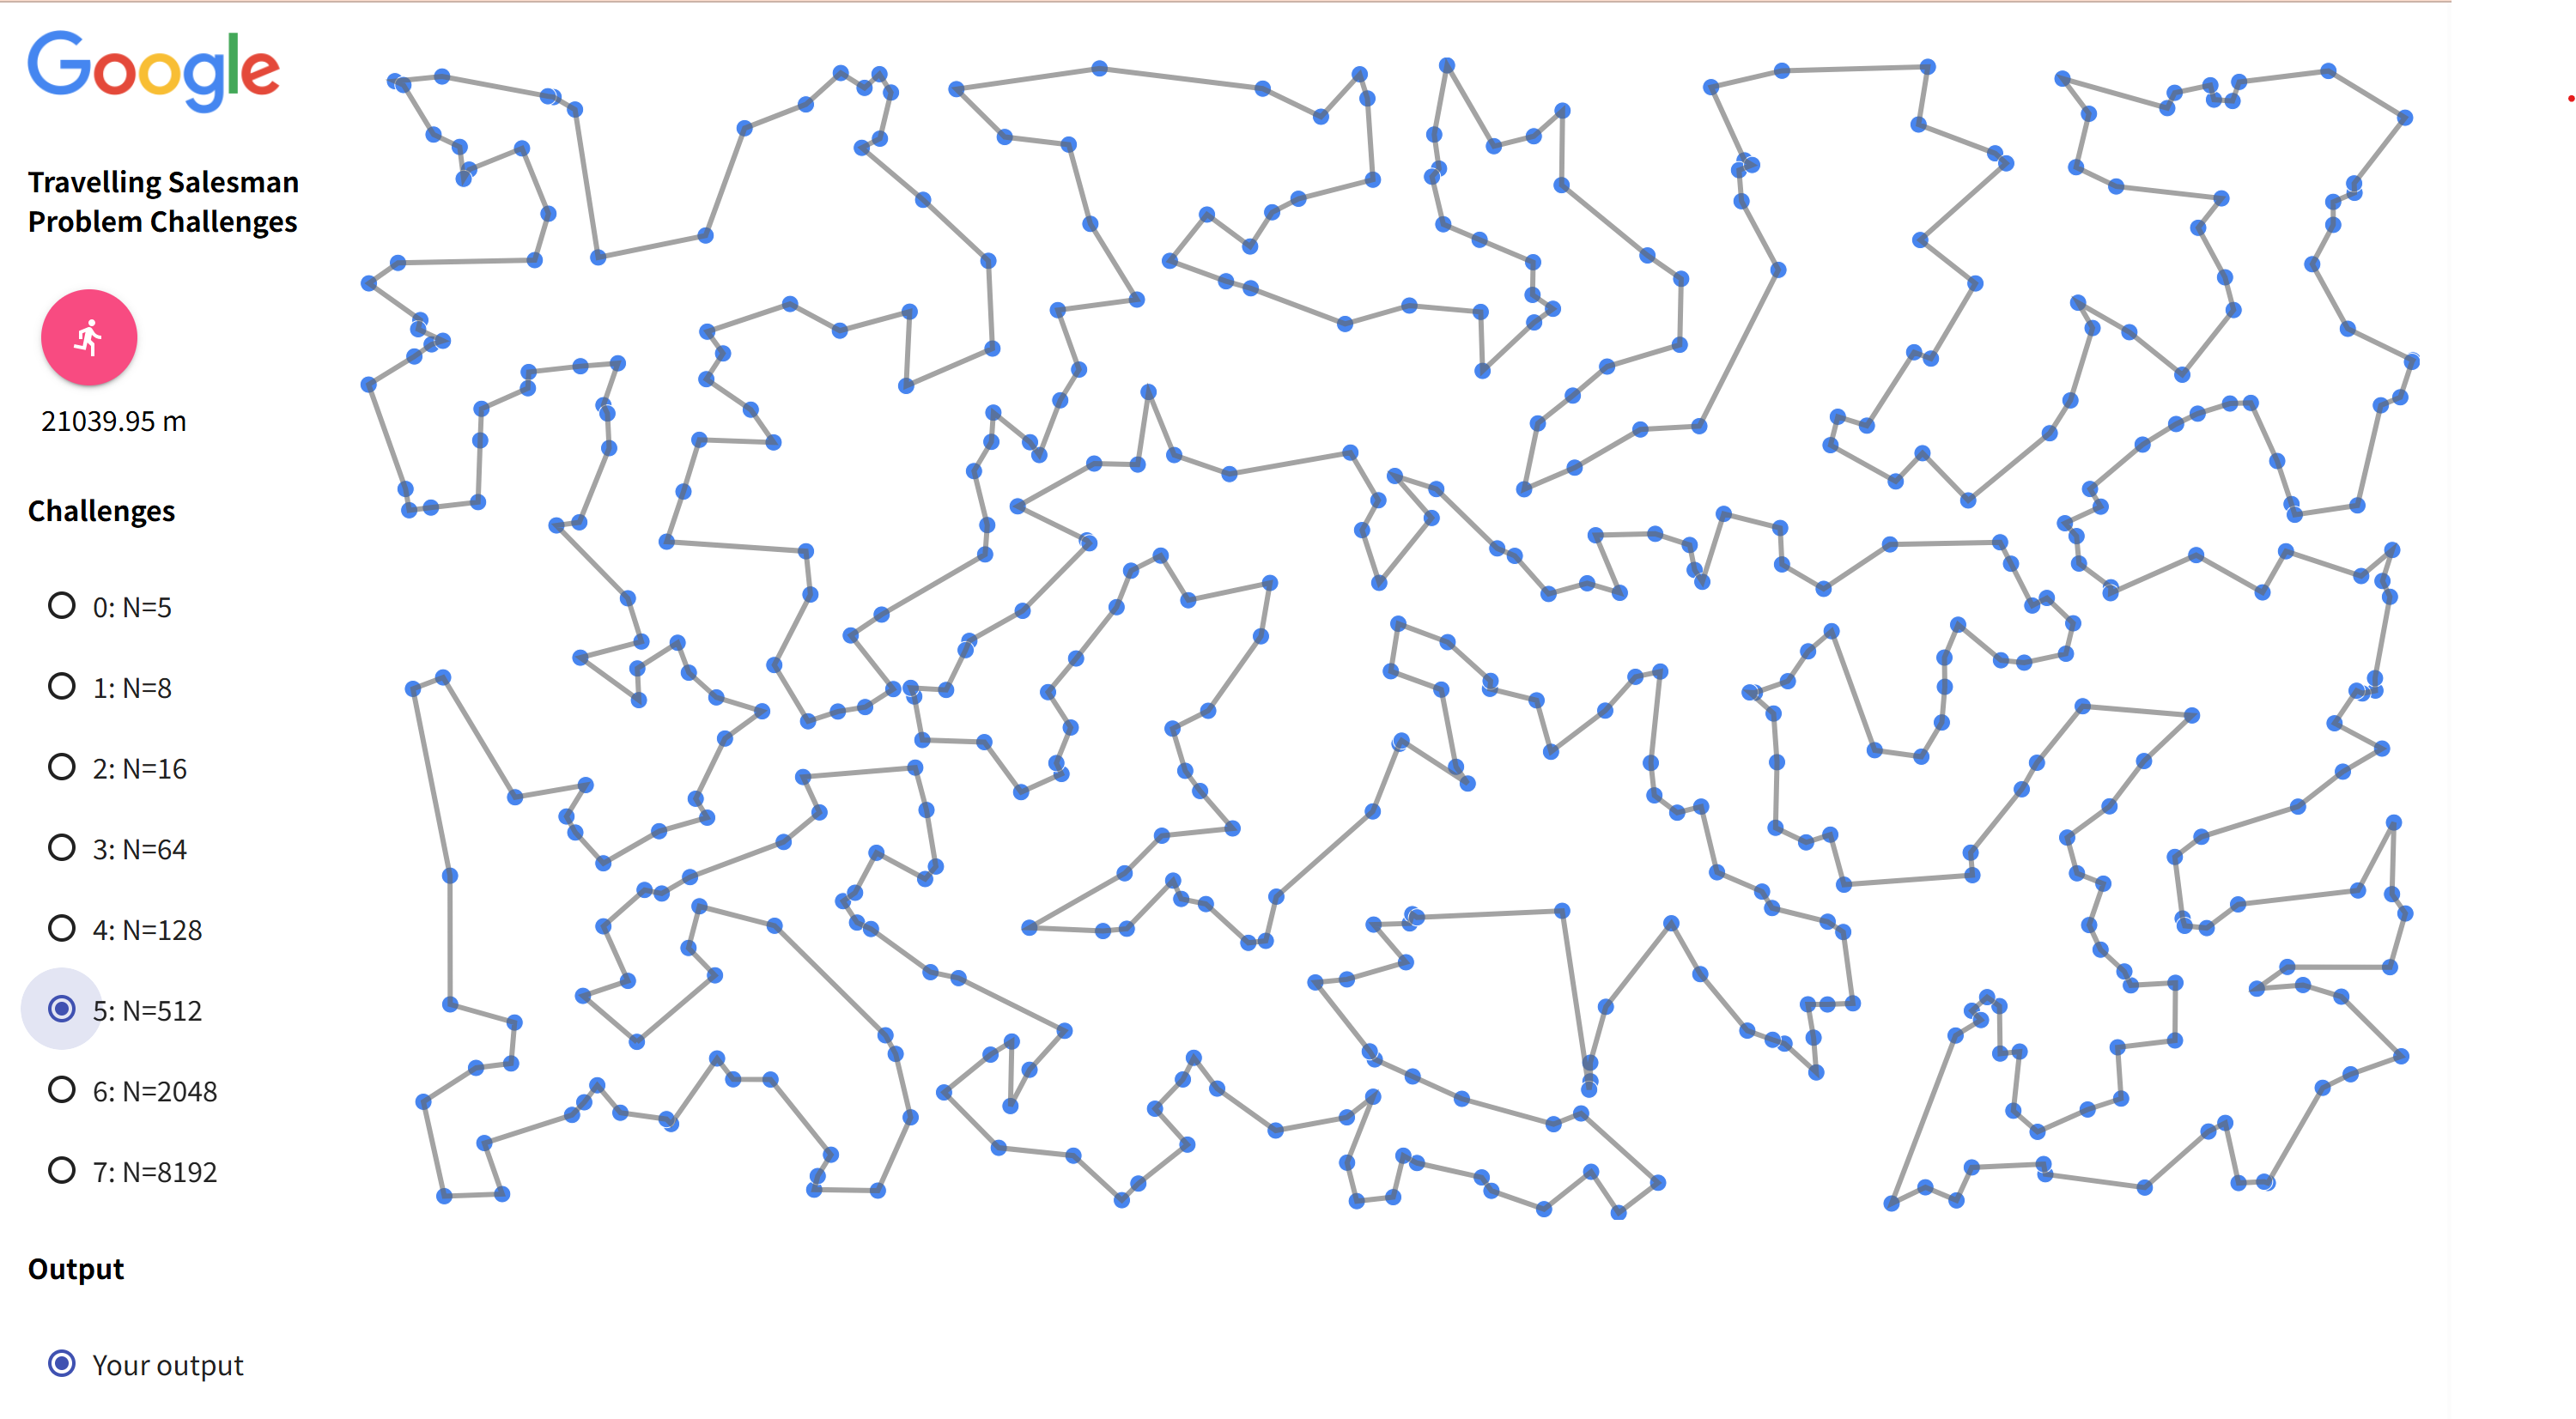 Google
Travelling Salesman
Problem Challenges
21039.95 m
Challenges
0: N=5
1: N=8
2: N=16
3: N=64
4: N=128
5: N=512
6: N=2048
7: N=8192
Output
Your output